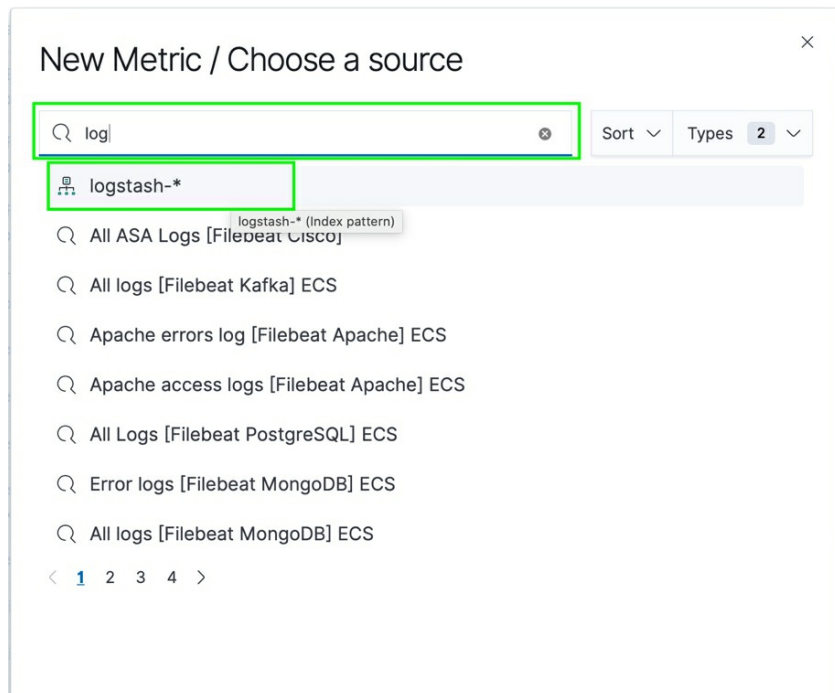 New Metric / Choose a source
log
Sort
Types 2
logstash-*
logstash-* (Index pattern)
All ASA Logs [Filebeat Cisco]
All logs [Filebeat Kafka] ECS
Apache errors log [Filebeat Apache] ECS
Apache access logs [Filebeat Apache] ECS
All Logs [Filebeat PostgreSQL] ECS
Error logs [Filebeat MongoDB] ECS
All logs [Filebeat MongoDB] ECS
1 2 3 4